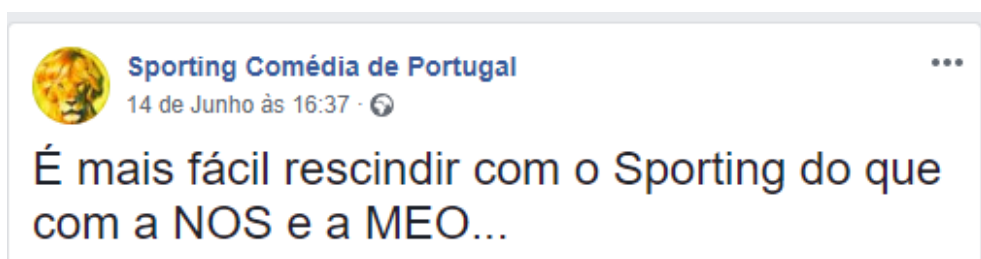 Sporting Comédia de Portugal
14 de Junho às 16:37 ·
É mais fácil rescindir com o Sporting do que
com a NOS e a MEO...